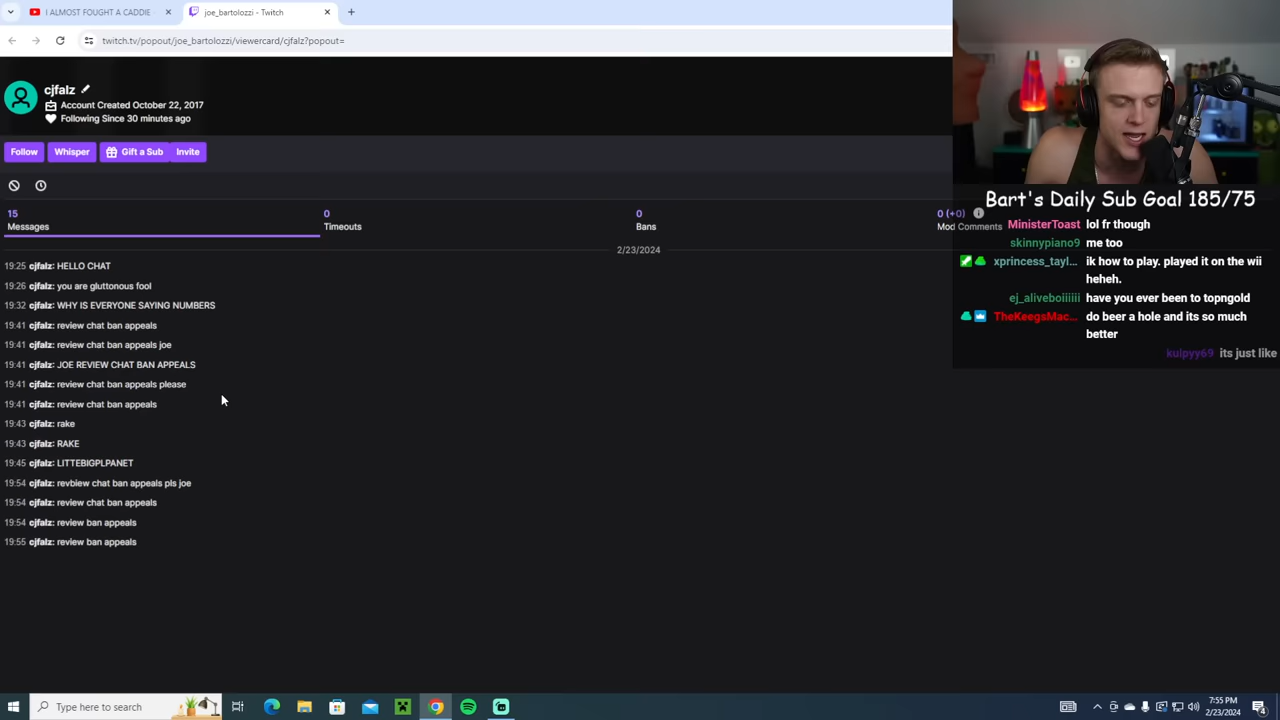 I ALMOST FOUGHT A CADDIE
joe_bartolozzi - Twitch
twitch.tv/popout/joe_bartolozzi/viewercard/cjfalz?popout=
cjfalz
Account Created October 22, 2017
Following Since 30 minutes ago
Follow
Whisper
Gift a Sub
Invite
15
Messages
0
Timeouts
0
Bans
0 (+0)
Mod Comments
2/23/2024
19:25 cjfalz: HELLO CHAT
19:26 cjfalz: you are gluttonous fool
19:32 cjfalz: WHY IS EVERYONE SAYING NUMBERS
19:41 cjfalz: review chat ban appeals
19:41 cjfalz: review chat ban appeals joe
19:41 cjfalz: JOE REVIEW CHAT BAN APPEALS
19:41 cjfalz: review chat ban appeals please
19:41 cjfalz: review chat ban appeals
19:43 cjfalz: rake
19:43 cjfalz: RAKE
19:45 cjfalz: LITTEBIGPLPANET
19:54 cjfalz: revbiew chat ban appeals pls joe
19:54 cjfalz: review chat ban appeals
19:54 cjfalz: review ban appeals
19:55 cjfalz: review ban appeals
Bart's Daily Sub Goal 185/75
MinisterToast lol fr though
skinnypiano9 me too
xprincess_tayl... ik how to play. played it on the wii
heheh.
ej_aliveboiiiiii have you ever been to topngold
TheKeegsMac... do beer a hole and its so much
better
kulpyy69 its just like
Type here to search
7:55 PM
2/23/2024
4